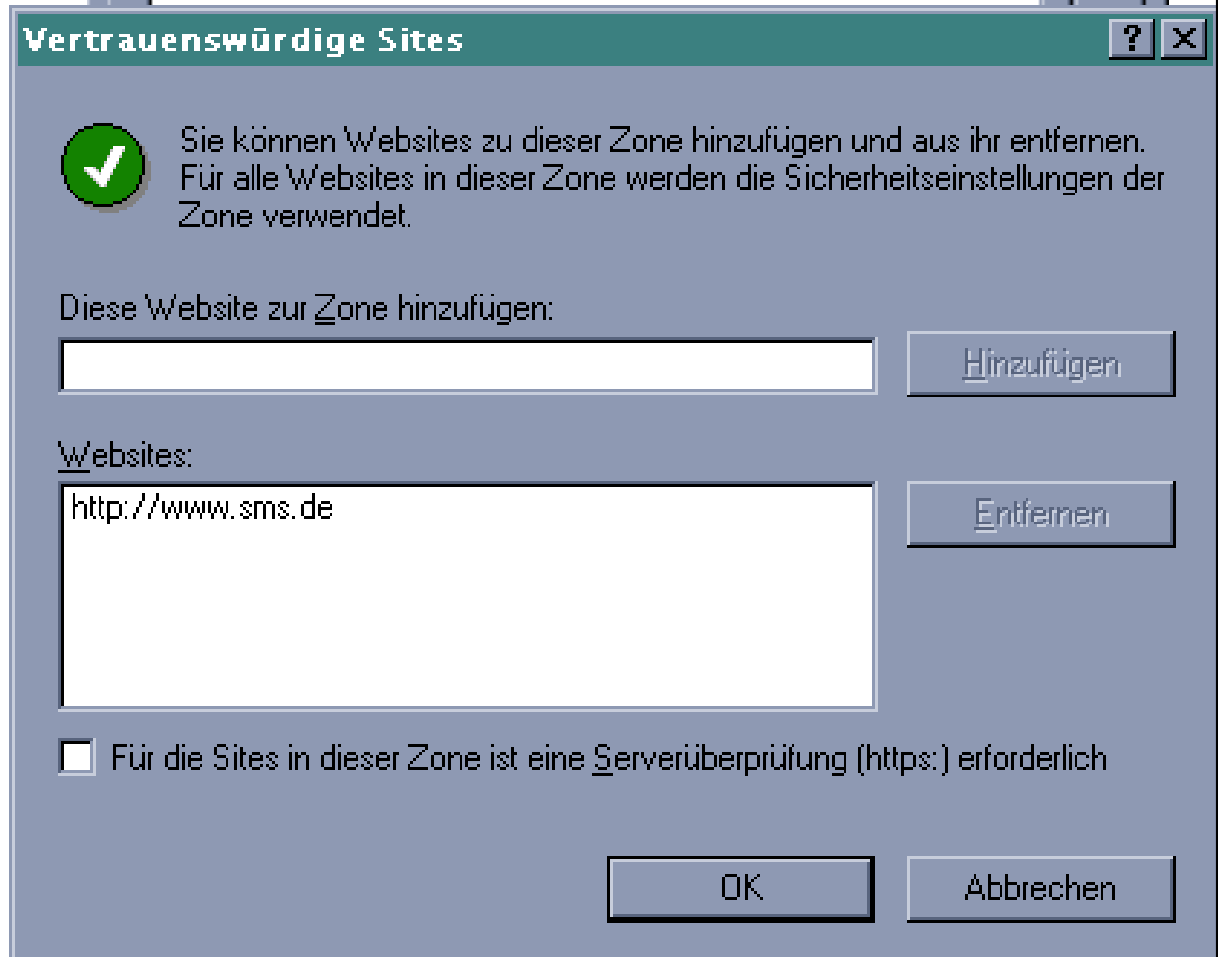 Vertrauenswürdige Sites
Sie können Websites zu dieser Zone hinzufügen und aus ihr entfernen.
Für alle Websites in dieser Zone werden die Sicherheitseinstellungen der
Zone verwendet.
Diese Website zur Zone hinzufügen:
Hinzufügen
Websites:
http://www.sms.de
Entfernen
Für die Sites in dieser Zone ist eine Serverüberprüfung (https:) erforderlich
OK
Abbrechen